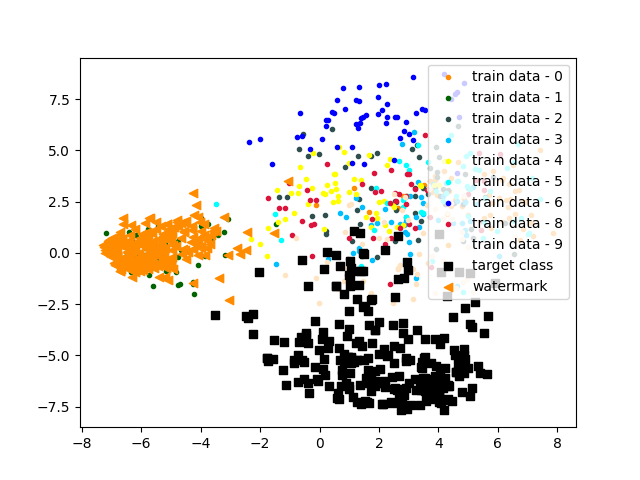 7.5
5.0
2.5
0.0
−2.5
−5.0
−7.5
−8 −6 −4 −2 0 2 4 6 8
train data - 0
train data - 1
train data - 2
train data - 3
train data - 4
train data - 5
train data - 6
train data - 8
train data - 9
target class
watermark